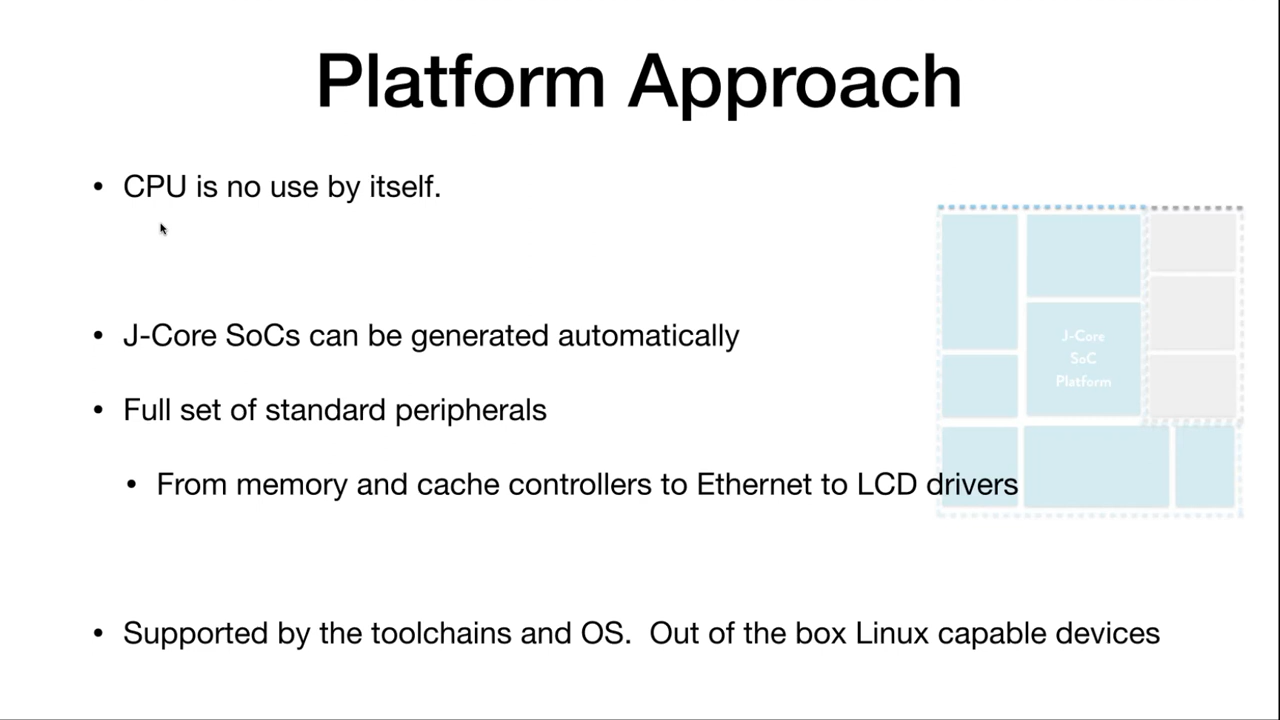 Platform Approach
• CPU is no use by itself.
• J-Core SoCs can be generated automatically
• Full set of standard peripherals
• From memory and cache controllers to Ethernet to LCD drivers
• Supported by the toolchains and OS.  Out of the box Linux capable devices
J-Core
SoC
Platform